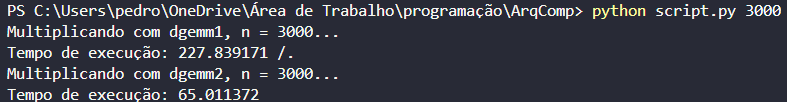 PS C:\Users\pedro\OneDrive\Área de Trabalho\programação\ArqComp> python script.py 3000
Multiplicando com dgemm1, n = 3000...
Tempo de execução: 227.839171 /.
Multiplicando com dgemm2, n = 3000...
Tempo de execução: 65.011372